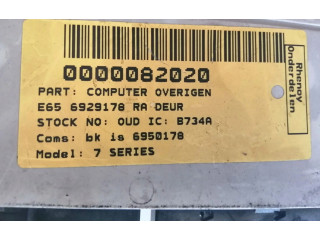 0000082020
PART: COMPUTER OVERIGEN
E65 6929178 RA DEUR
STOCK NO: OUD IC: B734A
Coms: bk is 6950178
Model: 7 SERIES
Rhenoy
Onderdelen